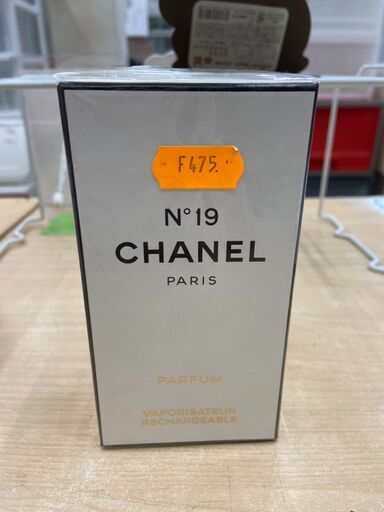 F475.
N°19
CHANEL
PARIS
PARFUM
VAPORISATEUR
RECHARGEABLE